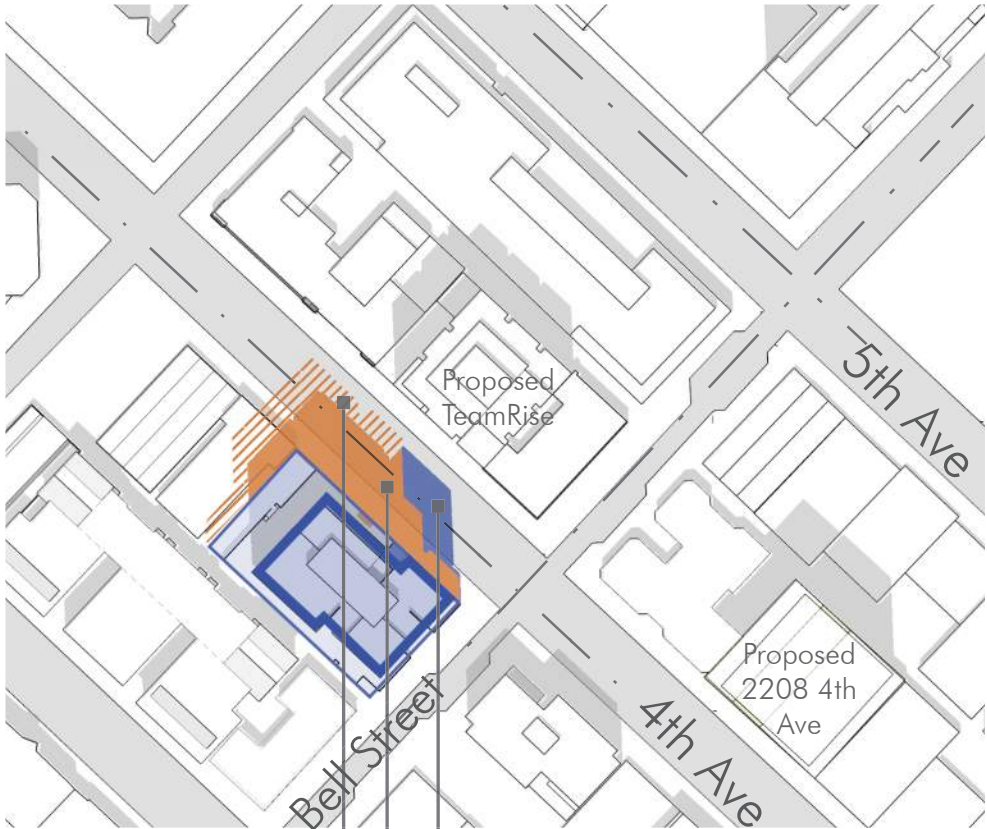 5th Ave
Proposed
TeamRise
Proposed
2208 4th
Ave
4th Ave
Bell Street